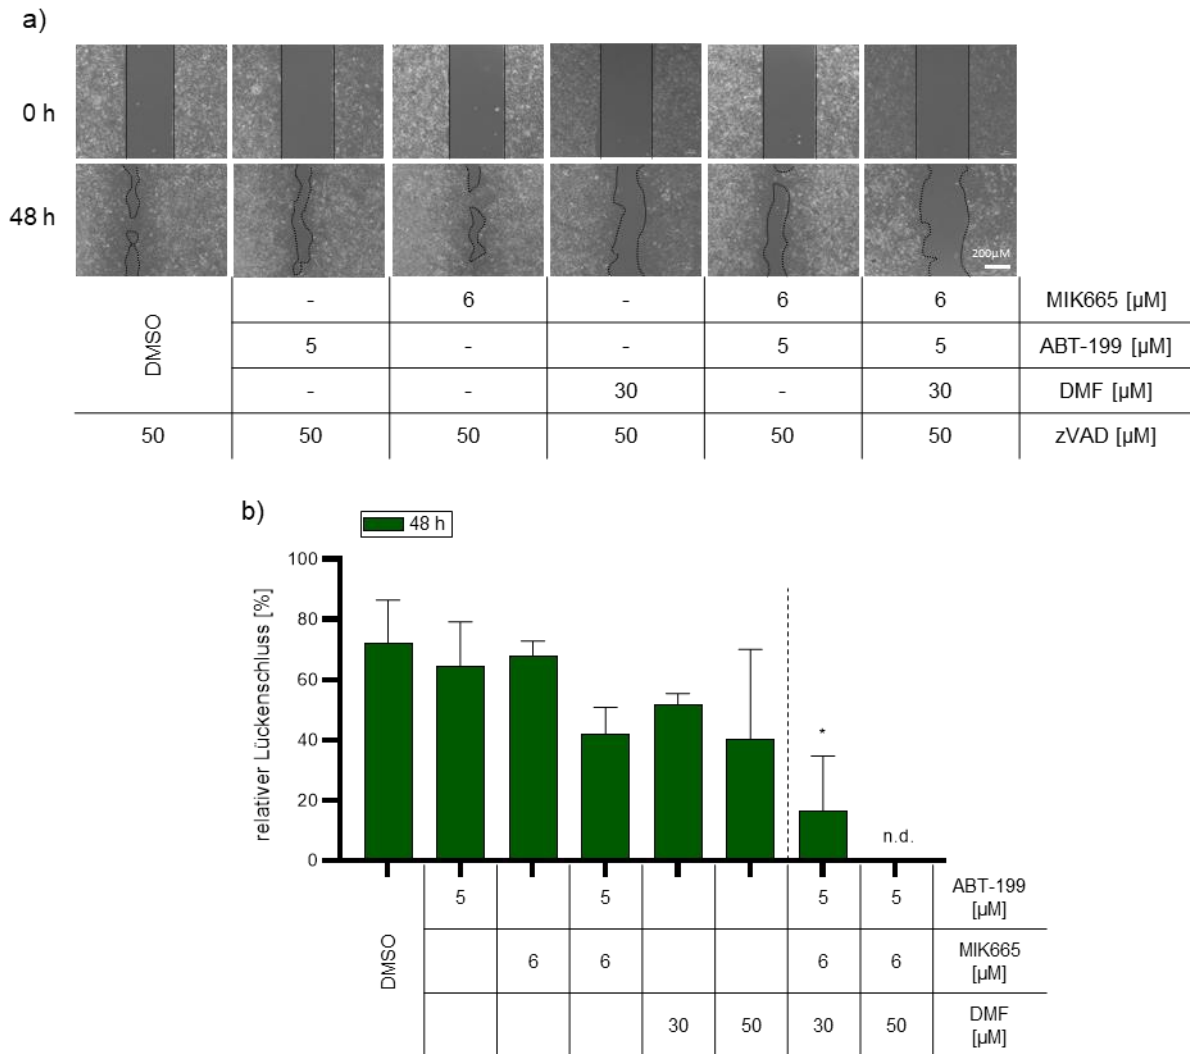 a)
0 h
48 h
200µM
DMSO - 6 - 6 6 MIK665 [µM]
5 - - 5 5 ABT-199 [µM]
- - 30 - 30 DMF [µM]
50 50 50 50 50 50 zVAD [µM]
b)
48 h
relativer Lückenschluss [%]
100
80
60
40
20
0
*
n.d.
DMSO
5 5 5 5 ABT-199
[µM]
6 6 6 6 MIK665
[µM]
30 50 30 50 DMF
[µM]